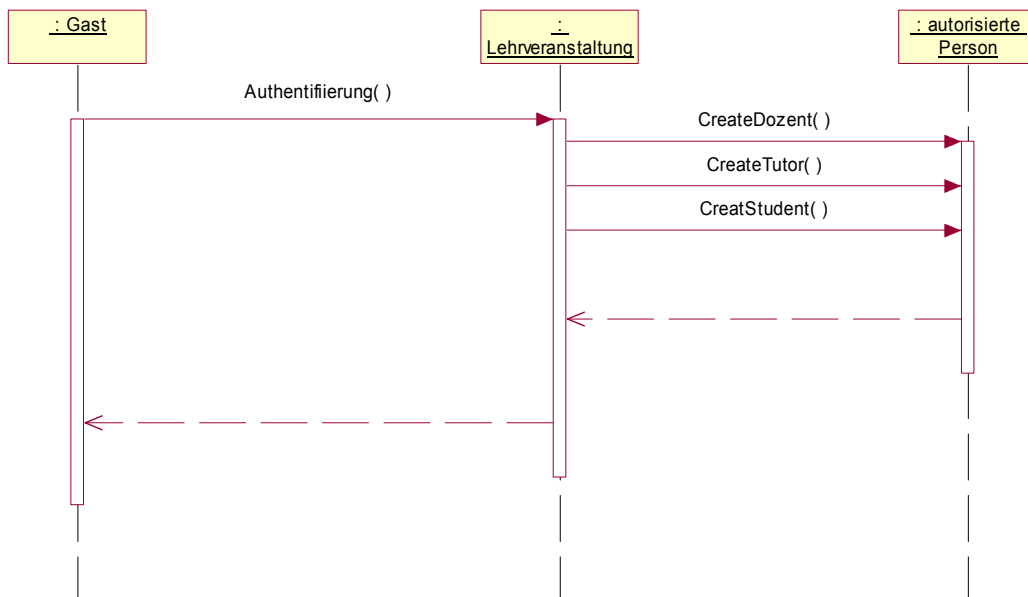 : Gast
:
Lehrveranstaltung
: autorisierte
Person
Authentifiierung( )
CreateDozent( )
CreateTutor( )
CreatStudent( )